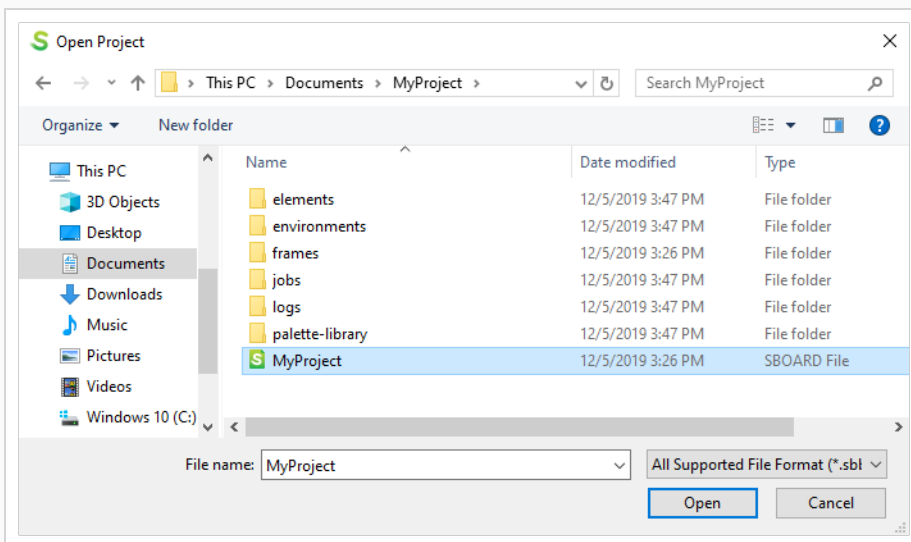 Open Project
This PC > Documents > MyProject >
Search MyProject
Organize
New folder
Name
Date modified
Type
This PC
3D Objects
Desktop
Documents
Downloads
Music
Pictures
Videos
Windows 10 (C:)
elements 12/5/2019 3:47 PM File folder
environments 12/5/2019 3:47 PM File folder
frames 12/5/2019 3:26 PM File folder
jobs 12/5/2019 3:47 PM File folder
logs 12/5/2019 3:47 PM File folder
palette-library 12/5/2019 3:47 PM File folder
MyProject 12/5/2019 3:26 PM SBOARD File
File name: MyProject
All Supported File Format (*.sbl
Open
Cancel